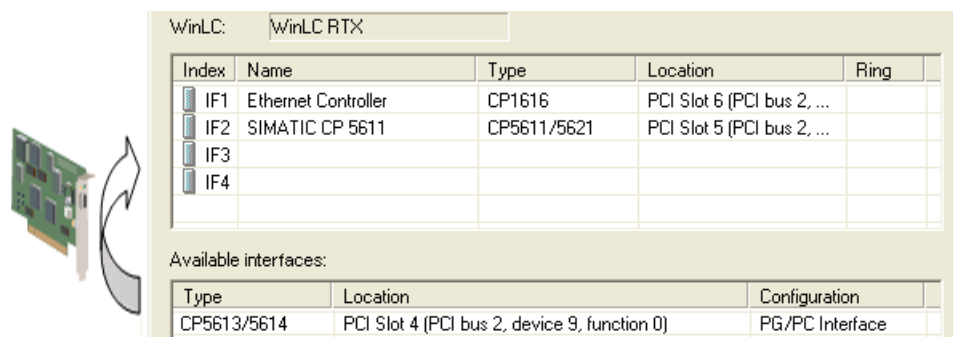 WinLC: WinLC RTX
Index Name Type Location Ring
IF1 Ethernet Controller CP1616 PCI Slot 6 (PCI bus 2, ...
IF2 SIMATIC CP 5611 CP5611/5621 PCI Slot 5 (PCI bus 2, ...
IF3
IF4
Available interfaces:
Type Location Configuration
CP5613/5614 PCI Slot 4 (PCI bus 2, device 9, function 0) PG/PC Interface